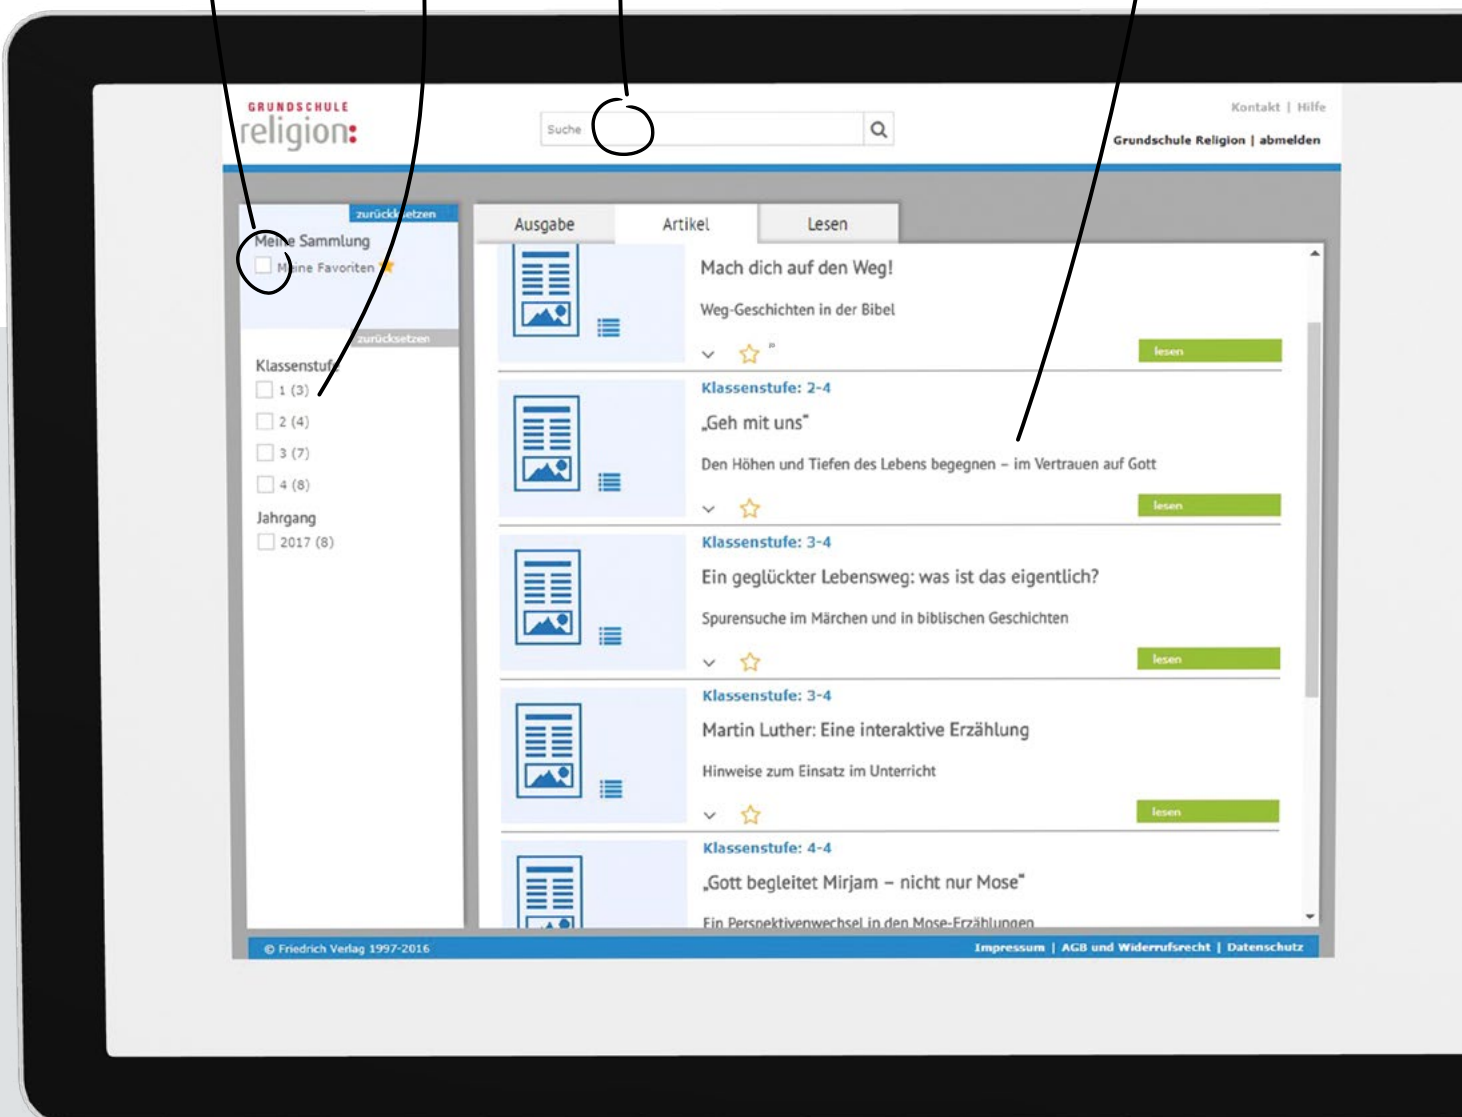 GRUNDSCHULE
religion:
Suche
Kontakt | Hilfe
Grundschule Religion | abmelden
zurücksetzen
Meine Sammlung
Meine Favoriten
zurücksetzen
Klassenstufe
1 (3)
2 (4)
3 (7)
4 (8)
Jahrgang
2017 (8)
Ausgabe
Artikel
Lesen
Mach dich auf den Weg!
Weg-Geschichten in der Bibel
lesen
Klassenstufe: 2-4
„Geh mit uns“
Den Höhen und Tiefen des Lebens begegnen – im Vertrauen auf Gott
lesen
Klassenstufe: 3-4
Ein geglückter Lebensweg: was ist das eigentlich?
Spurensuche im Märchen und in biblischen Geschichten
lesen
Klassenstufe: 3-4
Martin Luther: Eine interaktive Erzählung
Hinweise zum Einsatz im Unterricht
lesen
Klassenstufe: 4-4
„Gott begleitet Mirjam – nicht nur Mose“
Ein Perspektivenwechsel in den Mose-Erzählungen
© Friedrich Verlag 1997-2016
Impressum | AGB und Widerrufsrecht | Datenschutz